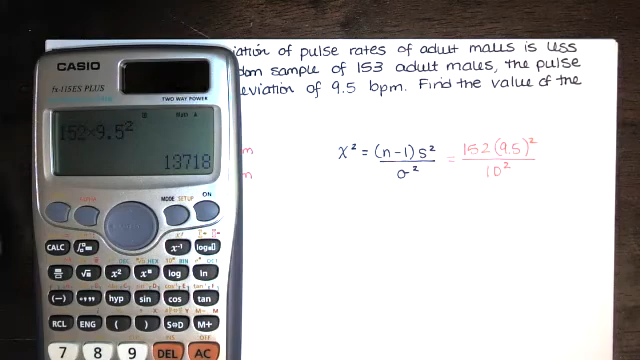 iation of pulse rates of adult males is less
dom sample of 153 adult males, the pulse
eviation of 9.5 bpm. Find the value of the
CASIO
fx-115ES PLUS
TWO WAY POWER
Math
152×9.5²
13718
m
m
χ² = (n-1)s² / σ² = 152(9.5)² / 10²
MODE SETUP ON
CALC x⁻¹ log
√ x² x log ln
(-) hyp sin cos tan
RCL ENG ( ) S⇔D M+
7 8 9 DEL AC